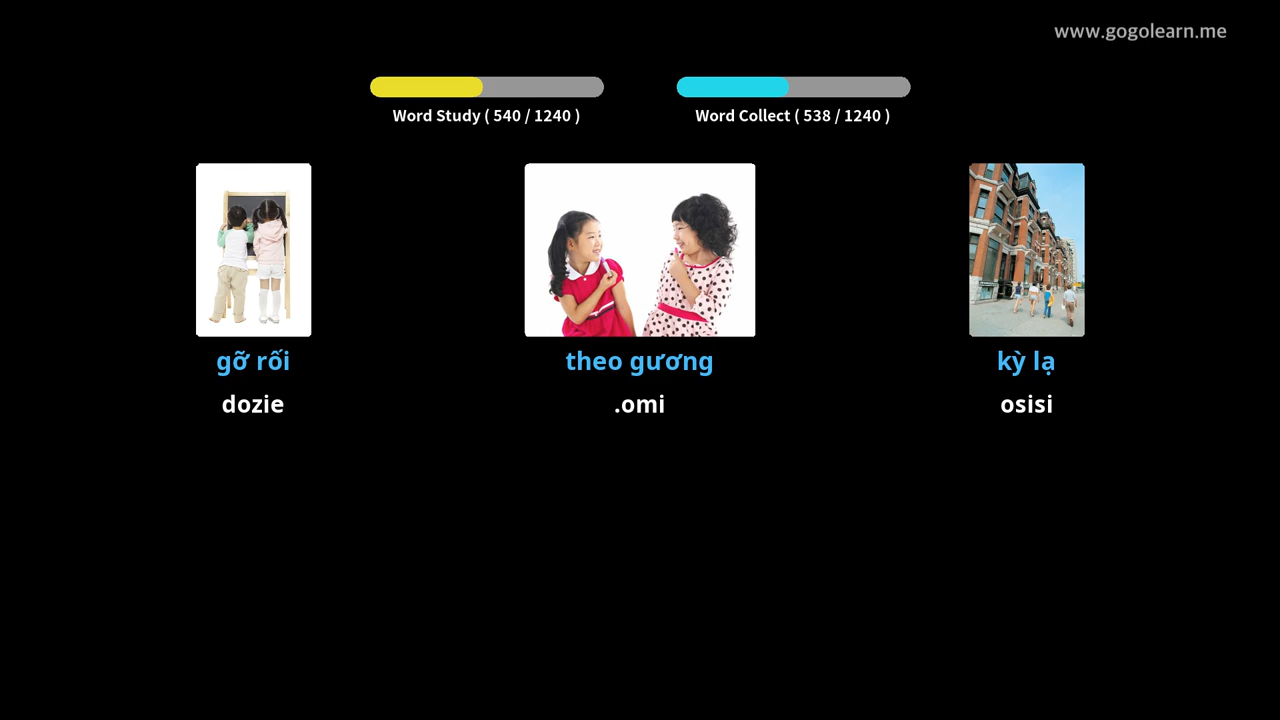 www.gogolearn.me
Word Study ( 540 / 1240 )
Word Collect ( 538 / 1240 )
gỡ rối
theo gương
kỳ lạ
dozie
.omi
osisi